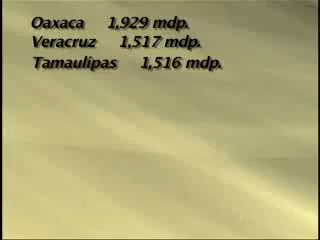 Oaxaca 1,929 mdp.
Veracruz 1,517 mdp.
Tamaulipas 1,516 mdp.